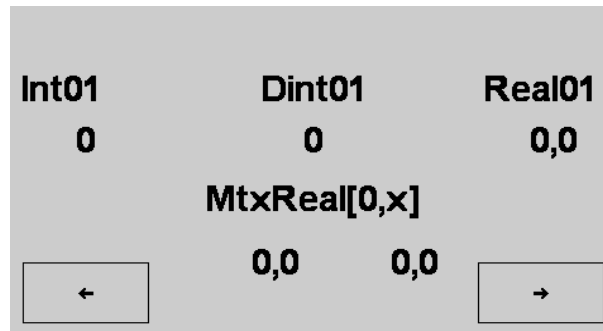 Int01 Dint01 Real01
0 0 0,0
MtxReal[0,x]
0,0 0,0
← →